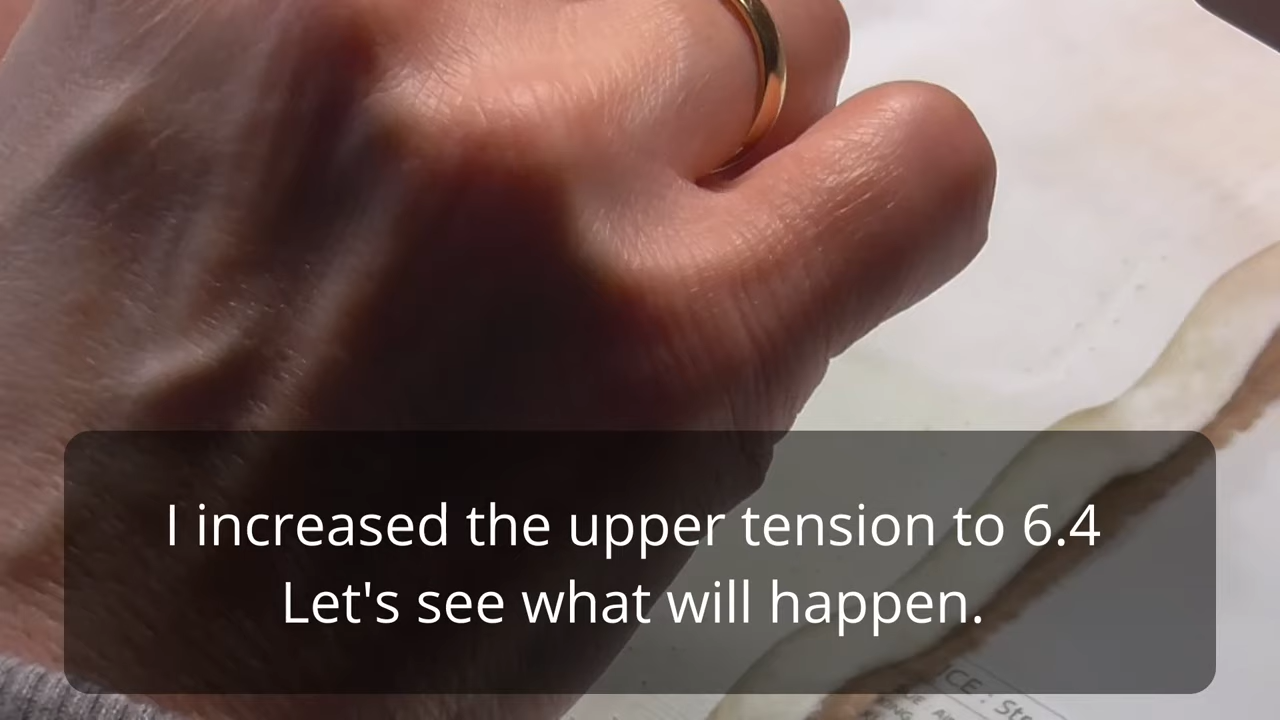 I increased the upper tension to 6.4
Let's see what will happen.